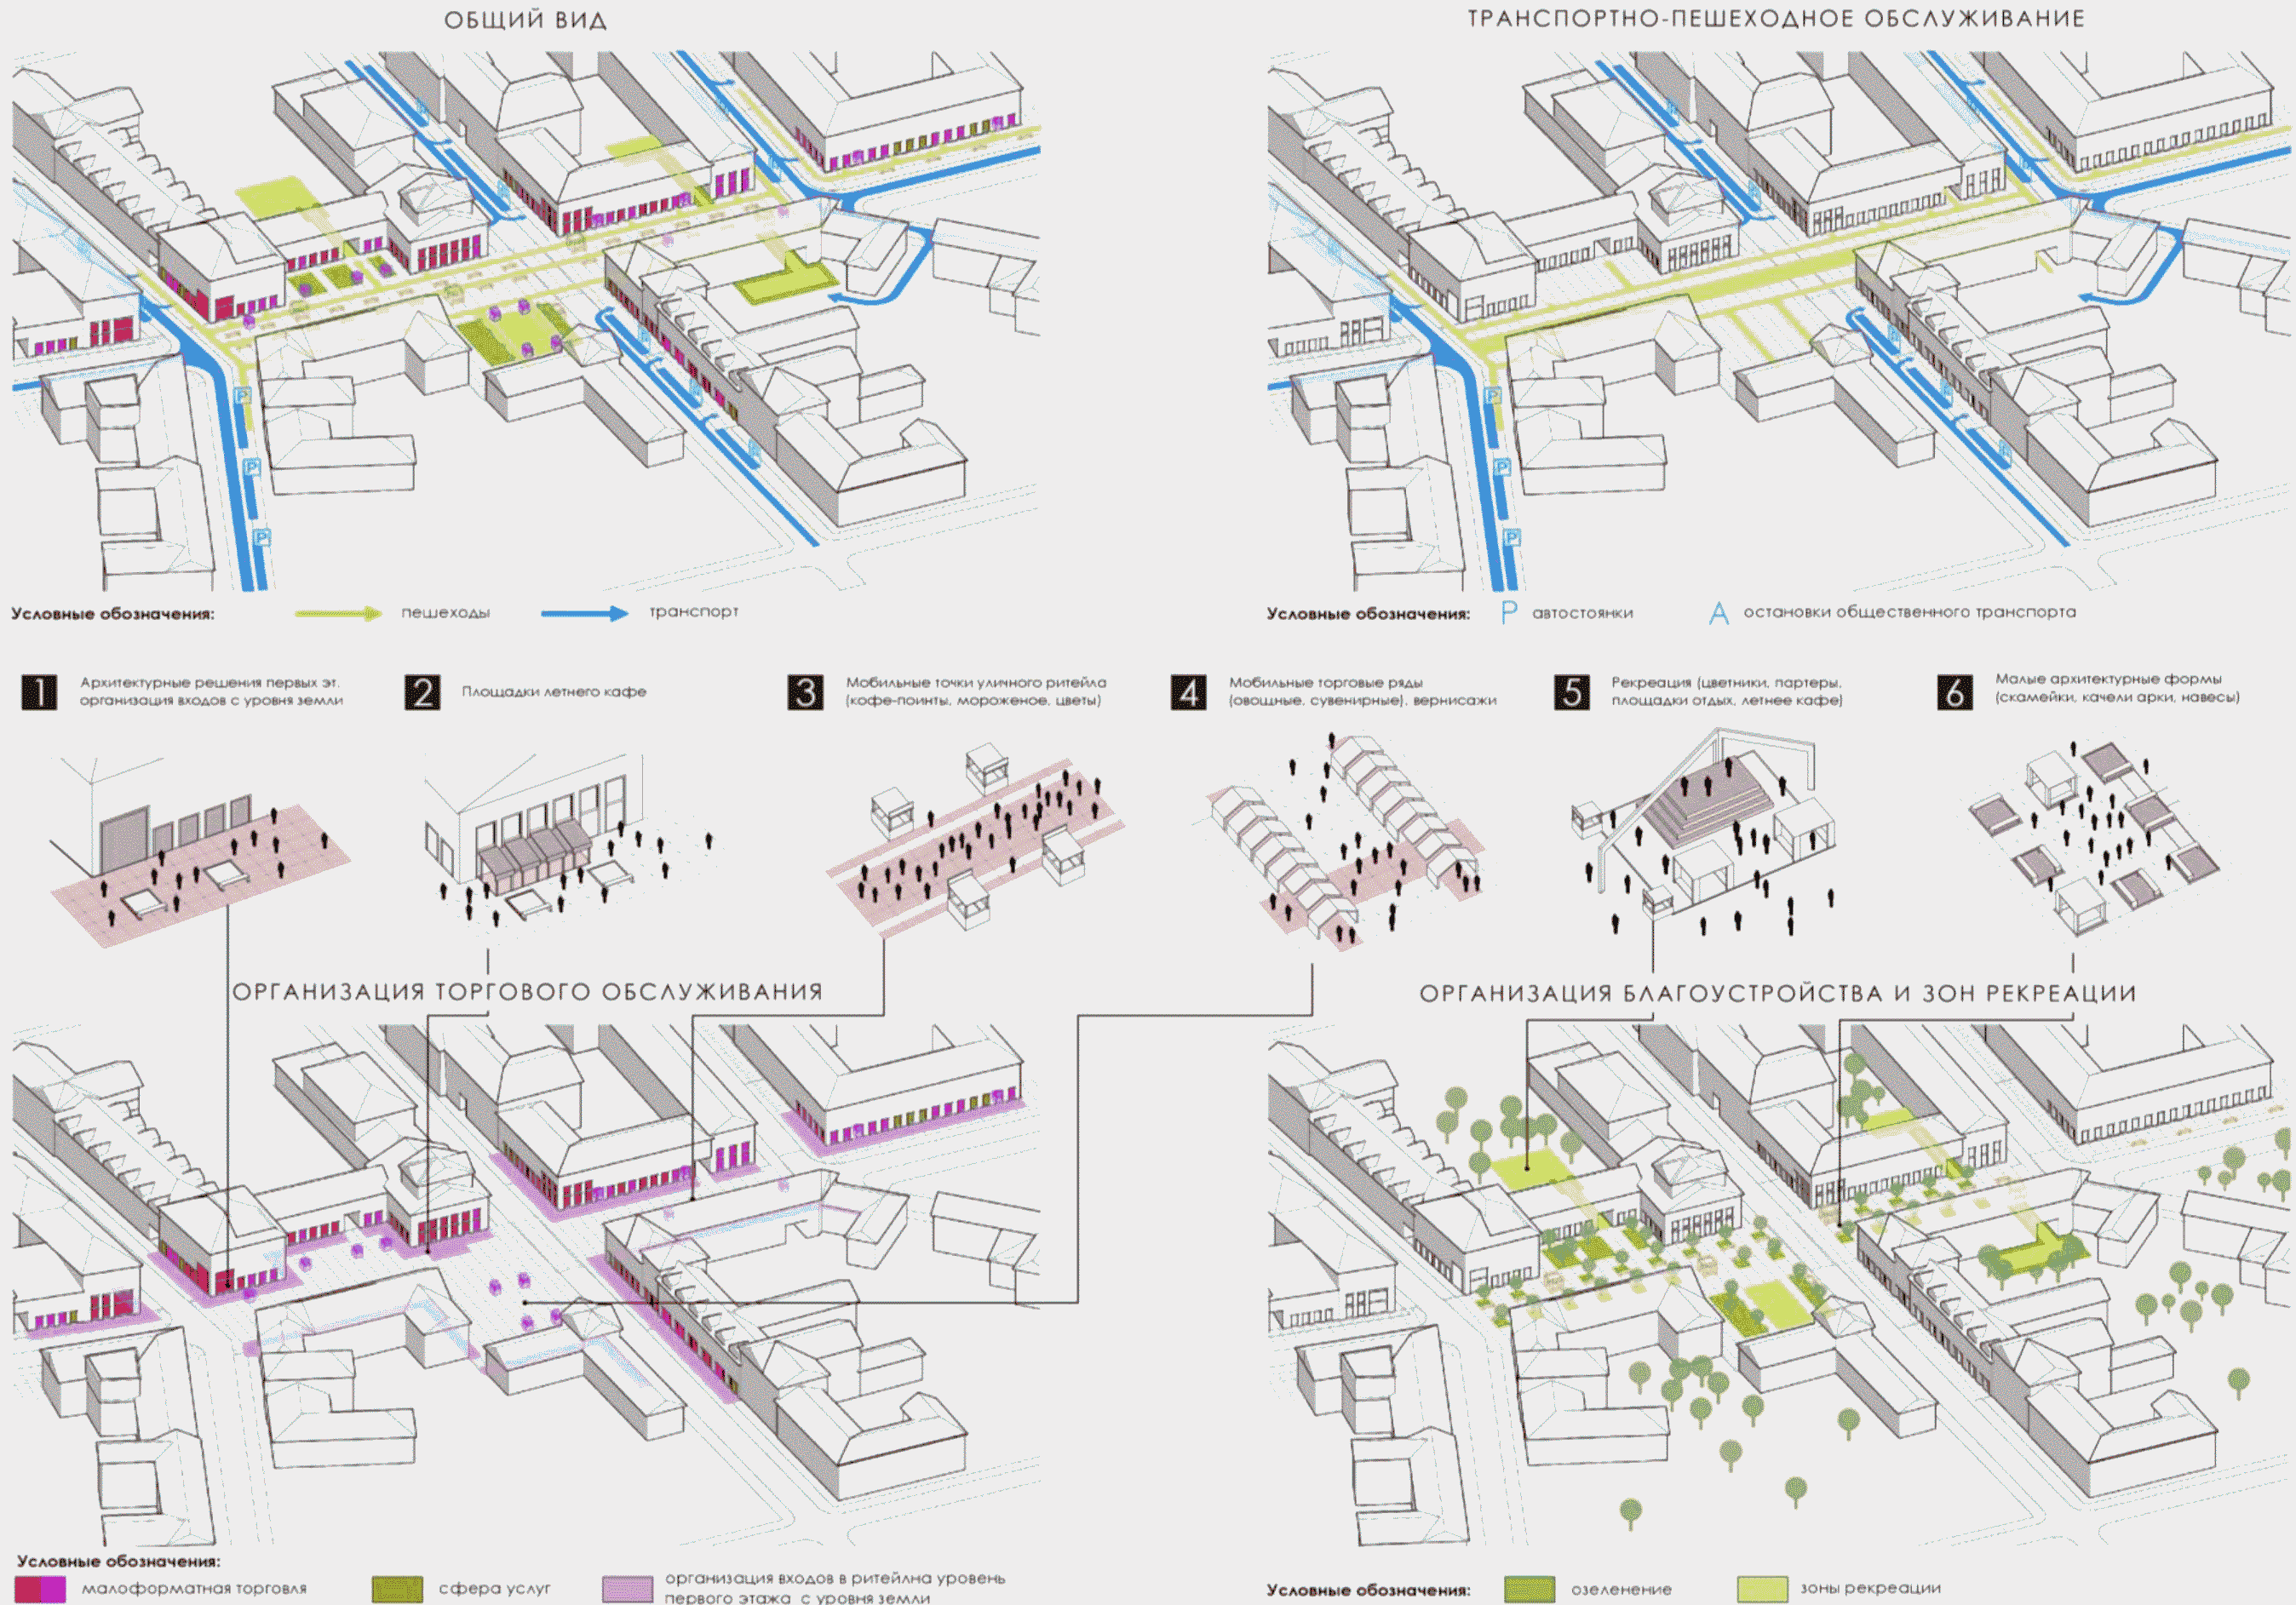 ОБЩИЙ ВИД
ТРАНСПОРТНО-ПЕШЕХОДНОЕ ОБСЛУЖИВАНИЕ
P
P
P
P
P
P
Условные обозначения:
пешеходы
транспорт
Условные обозначения:
P автостоянки
A остановки общественного транспорта
1 Архитектурные решения первых эт.
организация входов с уровня земли
2 Площадки летнего кафе
3 Мобильные точки уличного ритейла
(кофе-поинты, мороженое, цветы)
4 Мобильные торговые ряды
(овощные, сувенирные), вернисажи
5 Рекреация (цветники, партеры,
площадки отдых, летнее кафе)
6 Малые архитектурные формы
(скамейки, качели арки, навесы)
ОРГАНИЗАЦИЯ ТОРГОВОГО ОБСЛУЖИВАНИЯ
ОРГАНИЗАЦИЯ БЛАГОУСТРОЙСТВА И ЗОН РЕКРЕАЦИИ
Условные обозначения:
малоформатная торговля
сфера услуг
организация входов в ритейлна уровень
первого этажа с уровня земли
Условные обозначения:
озеленение
зоны рекреации